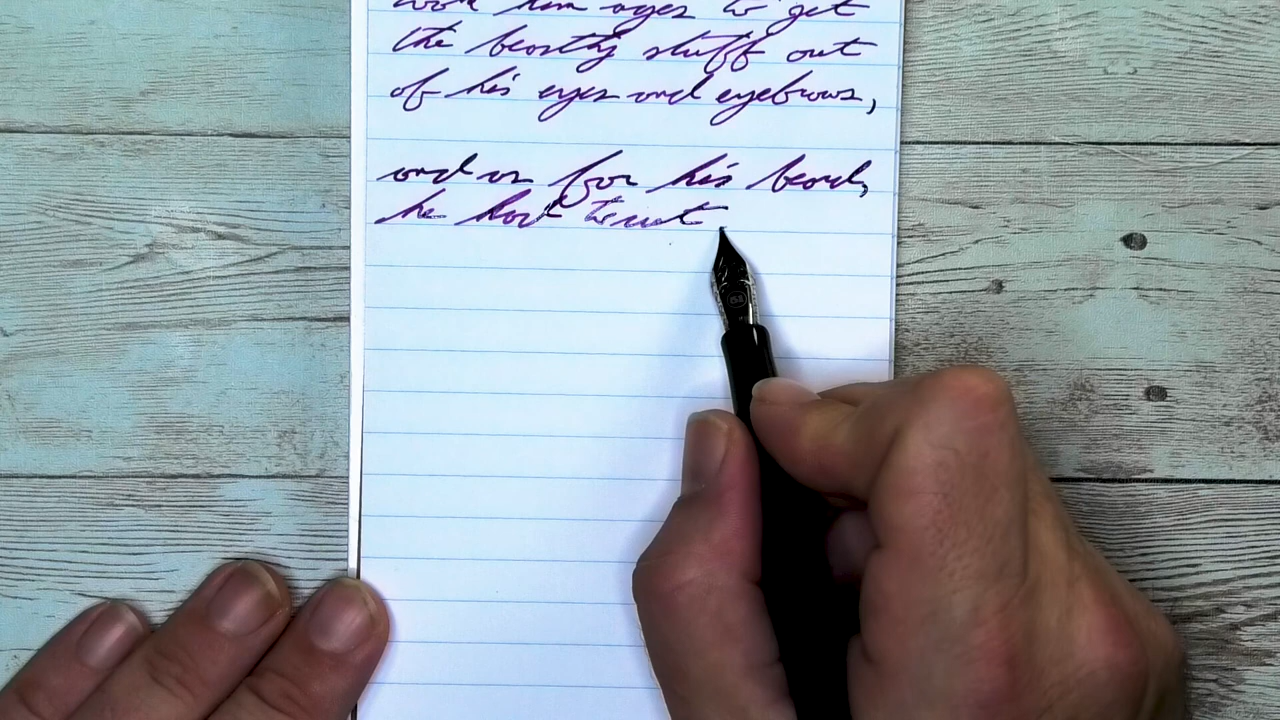 took him ages to get
the beastly stuff out
of his eyes and eyebrows,
and as for his beard,
he had to cut
51